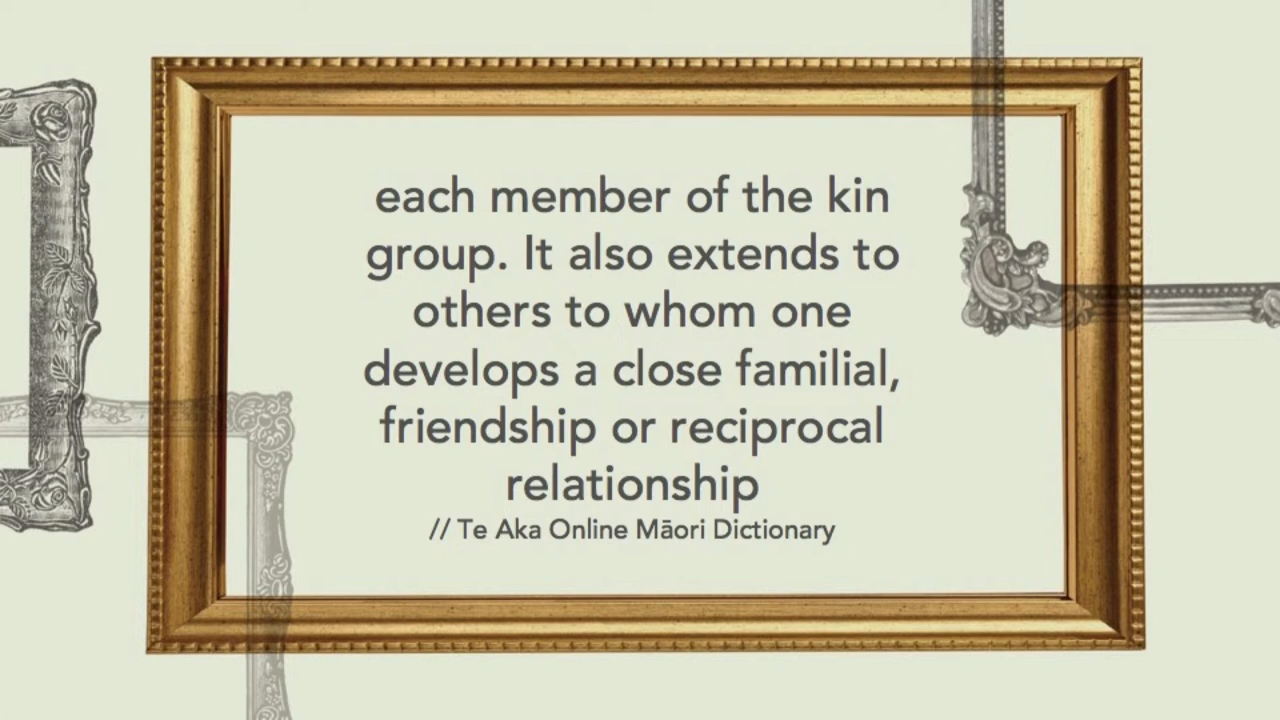 each member of the kin
group. It also extends to
others to whom one
develops a close familial,
friendship or reciprocal
relationship
// Te Aka Online Māori Dictionary